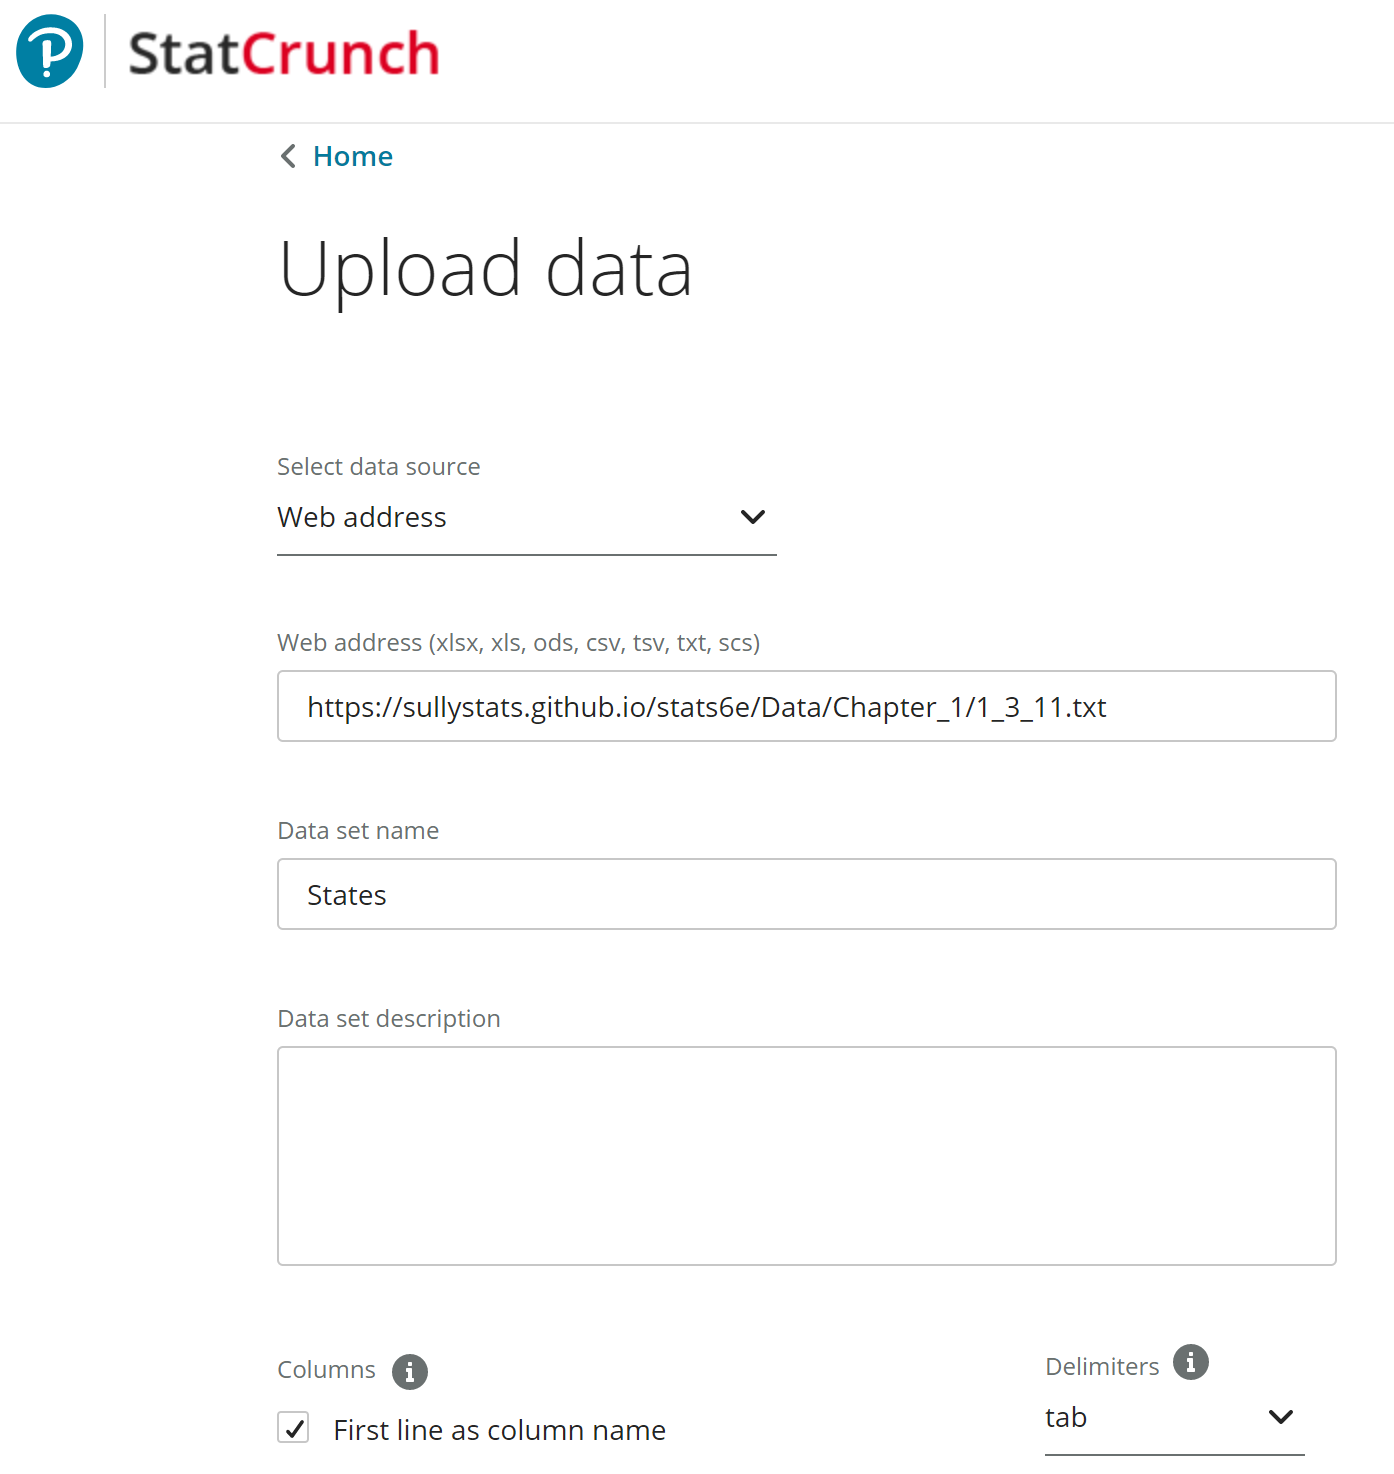 StatCrunch
Home
Upload data
Select data source
Web address
Web address (xlsx, xls, ods, csv, tsv, txt, scs)
https://sullystats.github.io/stats6e/Data/Chapter_1/1_3_11.txt
Data set name
States
Data set description
Columns
Delimiters
First line as column name
tab